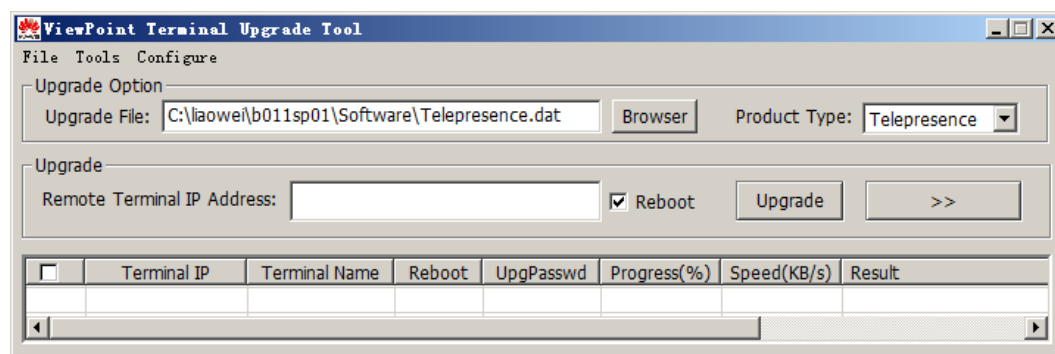 ViewPoint Terminal Upgrade Tool
File Tools Configure
Upgrade Option
Upgrade File: C:\liaowei\b011sp01\Software\Telepresence.dat Browser Product Type: Telepresence
Upgrade
Remote Terminal IP Address: Reboot Upgrade >>
Terminal IP Terminal Name Reboot UpgPasswd Progress(%) Speed(KB/s) Result